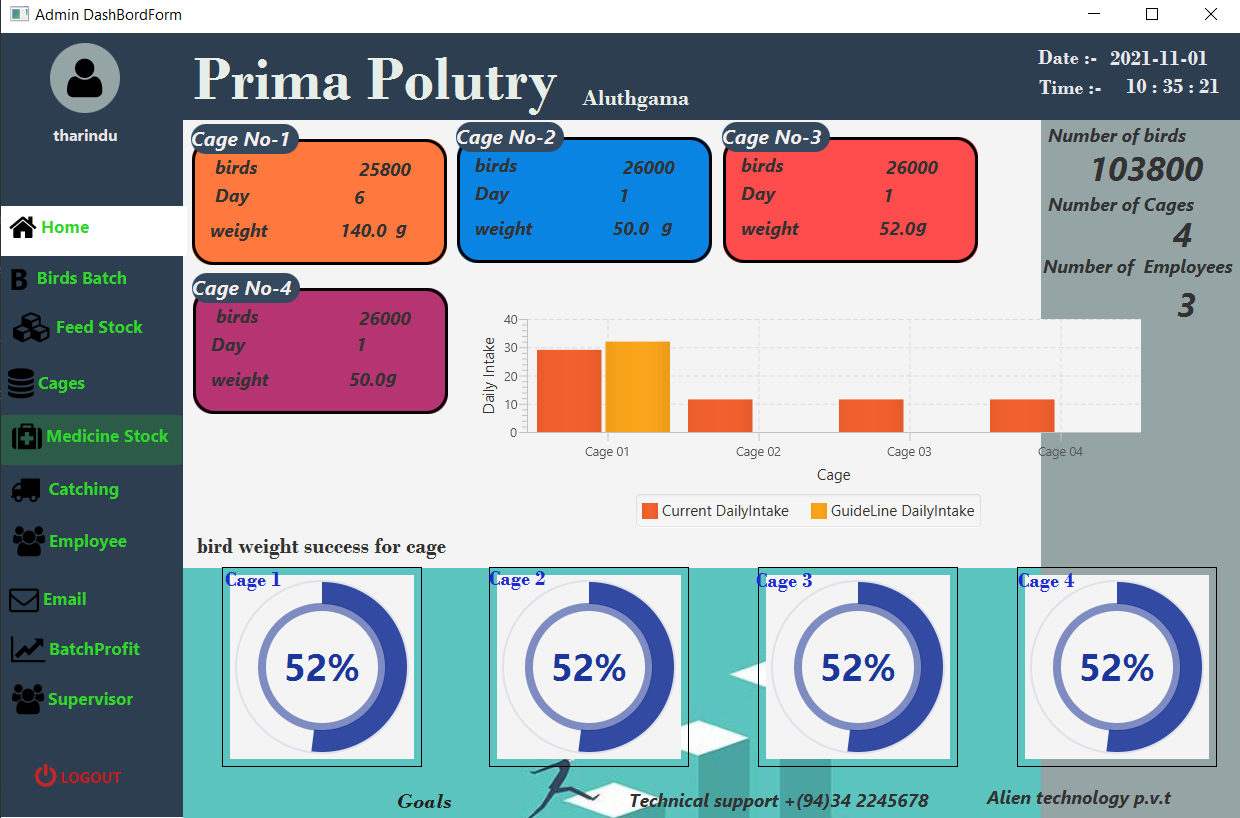 Admin DashBordForm
Prima Polutry
Aluthgama
Date :- 2021-11-01
Time :- 10 : 35 : 21
tharindu
Home
Birds Batch
Feed Stock
Cages
Medicine Stock
Catching
Employee
Email
BatchProfit
Supervisor
LOGOUT
Cage No-1
birds 25800
Day 6
weight 140.0 g
Cage No-2
birds 26000
Day 1
weight 50.0 g
Cage No-3
birds 26000
Day 1
weight 52.0g
Number of birds
103800
Number of Cages
4
Number of Employees
3
Cage No-4
birds 26000
Day 1
weight 50.0g
Daily Intake
40
30
20
10
0
Cage 01 Cage 02 Cage 03 Cage 04
Cage
Current DailyIntake GuideLine DailyIntake
bird weight success for cage
Cage 1
52%
Cage 2
52%
Cage 3
52%
Cage 4
52%
Goals
Technical support +(94)34 2245678
Alien technology p.v.t